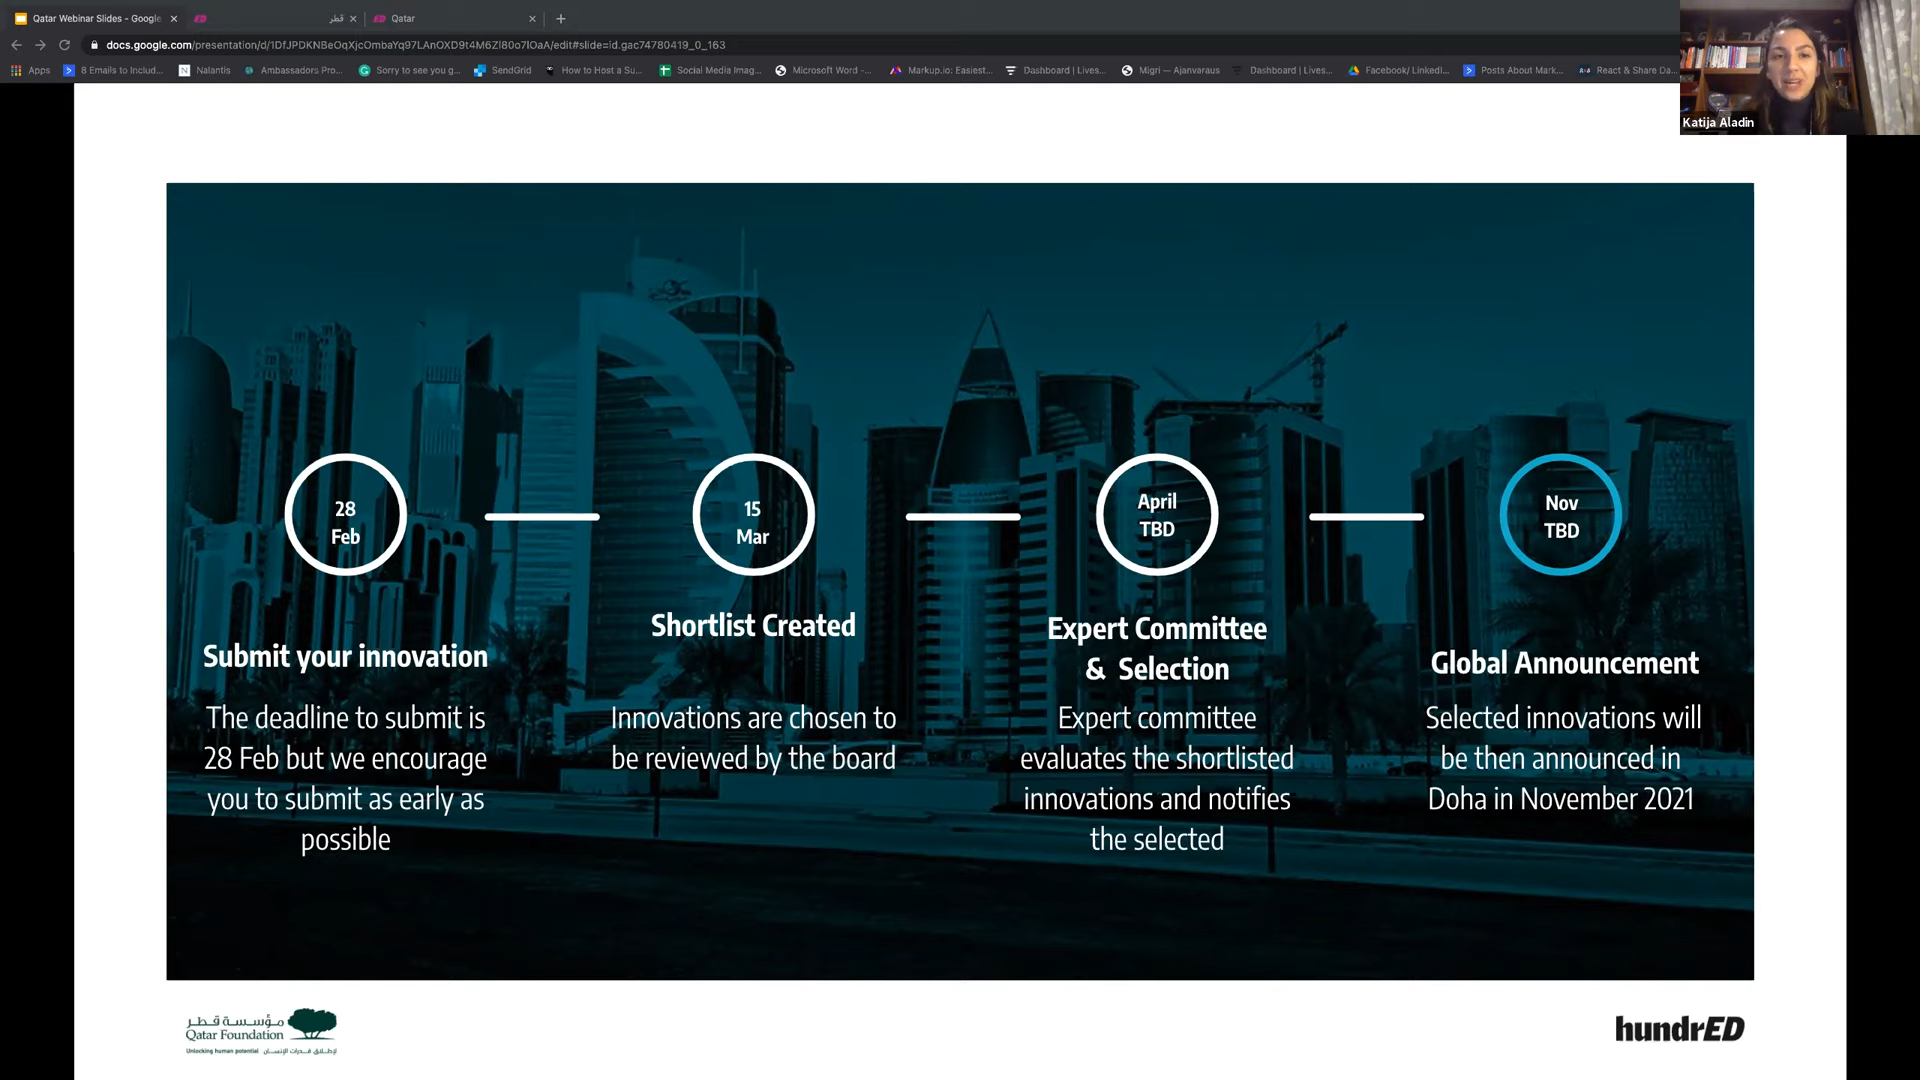 Qatar Webinar Slides - Google
قطر
Qatar
docs.google.com/presentation/d/1DfJPDKNBeOqXjcOmbaYq97LAnOXD9t4M6Zl80o7lOaA/edit#slide=id.gac74780419_0_163
Apps
8 Emails to Includ...
Nalantis
Ambassadors Pro...
Sorry to see you g...
SendGrid
How to Host a Su...
Social Media Imag...
Microsoft Word -...
Markup.io: Easiest...
Dashboard | Lives...
Migri — Ajanvaraus
Dashboard | Lives...
Facebook/ LinkedI...
Posts About Mark...
React & Share Da...
Katija Aladin
28
Feb
Submit your innovation
The deadline to submit is
28 Feb but we encourage
you to submit as early as
possible
15
Mar
Shortlist Created
Innovations are chosen to
be reviewed by the board
April
TBD
Expert Committee
& Selection
Expert committee
evaluates the shortlisted
innovations and notifies
the selected
Nov
TBD
Global Announcement
Selected innovations will
be then announced in
Doha in November 2021
مؤسسة قطر
Qatar Foundation
Unlocking human potential لإطلاق قدرات الإنسان
hundrED